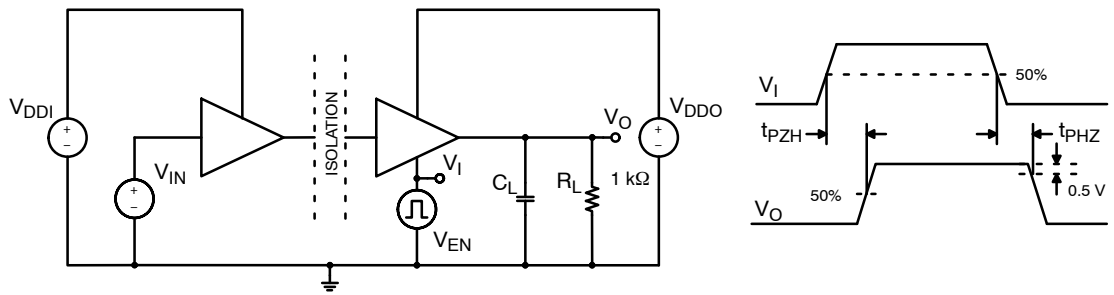 V_DDI
V_IN
ISOLATION
V_I
V_EN
C_L
R_L
1 kΩ
V_O
V_DDO
V_I
50%
t_PZH
t_PHZ
50%
0.5 V
V_O